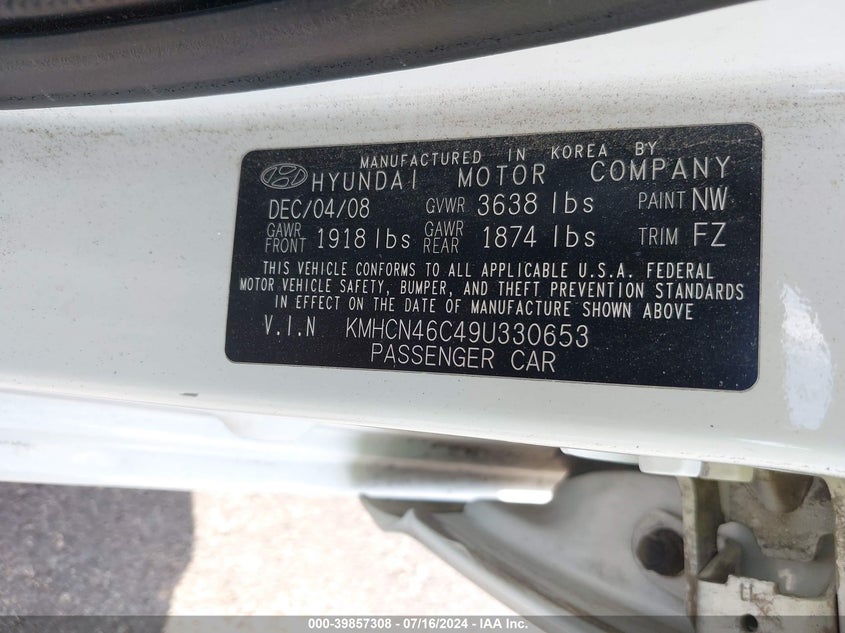 MANUFACTURED IN KOREA BY
HYUNDAI MOTOR COMPANY
DEC/04/08 GVWR 3638 lbs PAINT NW
GAWR FRONT 1918 lbs GAWR REAR 1874 lbs TRIM FZ
THIS VEHICLE CONFORMS TO ALL APPLICABLE U.S.A. FEDERAL
MOTOR VEHICLE SAFETY, BUMPER, AND THEFT PREVENTION STANDARDS
IN EFFECT ON THE DATE OF MANUFACTURE SHOWN ABOVE
V.I.N KMHCN46C49U330653
PASSENGER CAR
000-39857308 - 07/16/2024 - IAA Inc.